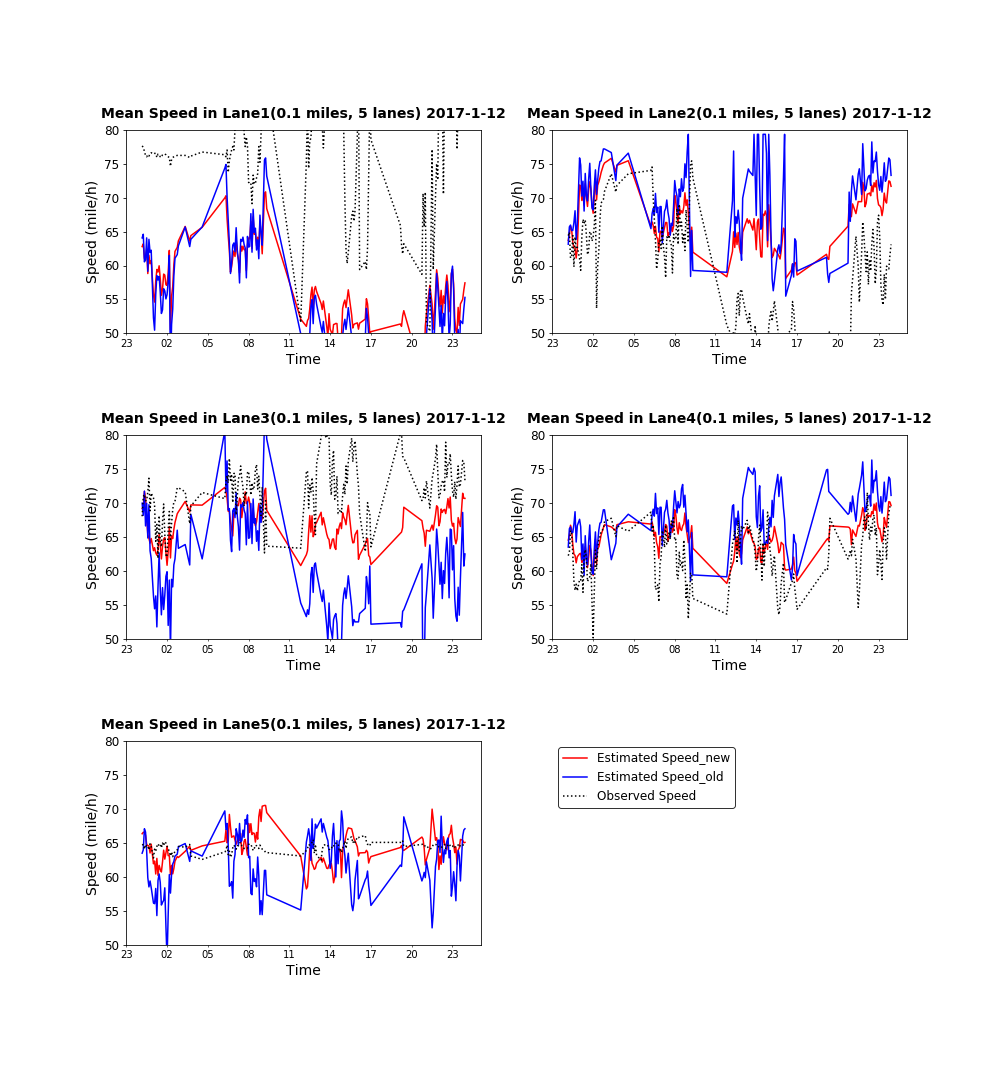 Mean Speed in Lane1(0.1 miles, 5 lanes) 2017-1-12
80
75
70
65
60
55
50
Speed (mile/h)
23 02 05 08 11 14 17 20 23
Time
Mean Speed in Lane2(0.1 miles, 5 lanes) 2017-1-12
80
75
70
65
60
55
50
Speed (mile/h)
23 02 05 08 11 14 17 20 23
Time
Mean Speed in Lane3(0.1 miles, 5 lanes) 2017-1-12
80
75
70
65
60
55
50
Speed (mile/h)
23 02 05 08 11 14 17 20 23
Time
Mean Speed in Lane4(0.1 miles, 5 lanes) 2017-1-12
80
75
70
65
60
55
50
Speed (mile/h)
23 02 05 08 11 14 17 20 23
Time
Mean Speed in Lane5(0.1 miles, 5 lanes) 2017-1-12
80
75
70
65
60
55
50
Speed (mile/h)
23 02 05 08 11 14 17 20 23
Time
Estimated Speed_new
Estimated Speed_old
Observed Speed